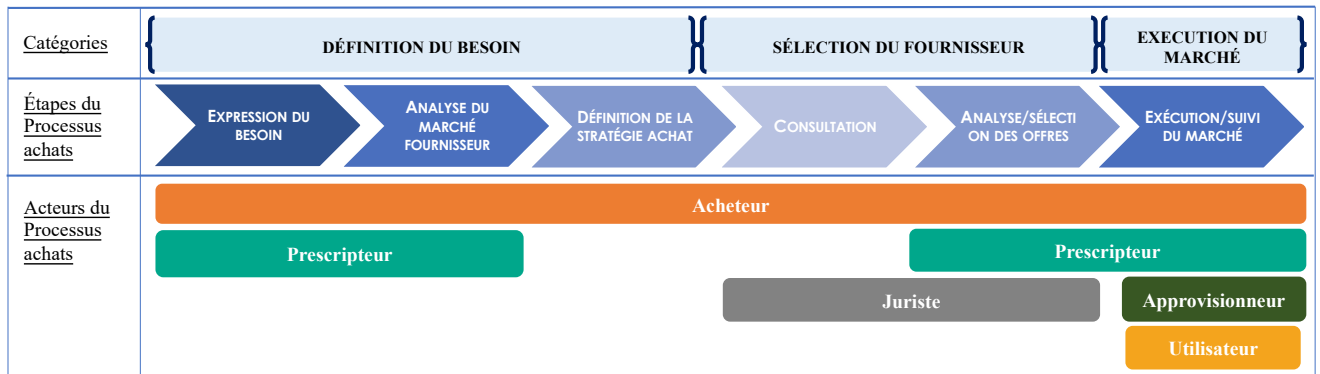 Catégories
DÉFINITION DU BESOIN
SÉLECTION DU FOURNISSEUR
EXECUTION DU
MARCHÉ
Étapes du
Processus
achats
EXPRESSION DU
BESOIN
ANALYSE DU
MARCHÉ
FOURNISSEUR
DÉFINITION DE LA
STRATÉGIE ACHAT
CONSULTATION
ANALYSE/SÉLECTI
ON DES OFFRES
EXÉCUTION/SUIVI
DU MARCHÉ
Acteurs du
Processus
achats
Acheteur
Prescripteur
Prescripteur
Juriste
Approvisionneur
Utilisateur